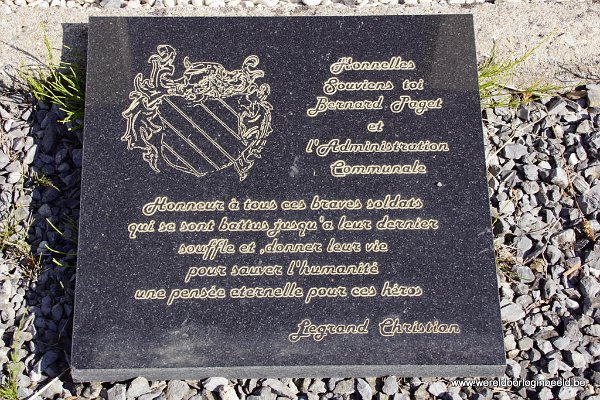 Honnelles
Souviens toi
Bernard Paget
et
l'Administration
Communale
Honneur à tous ces braves soldats
qui se sont battus jusqu'a leur dernier
souffle et ,donner leur vie
pour sauver l'humanité
une pensée eternelle pour ces héros
Legrand Christian
www.wereldoorloginbeeld.be